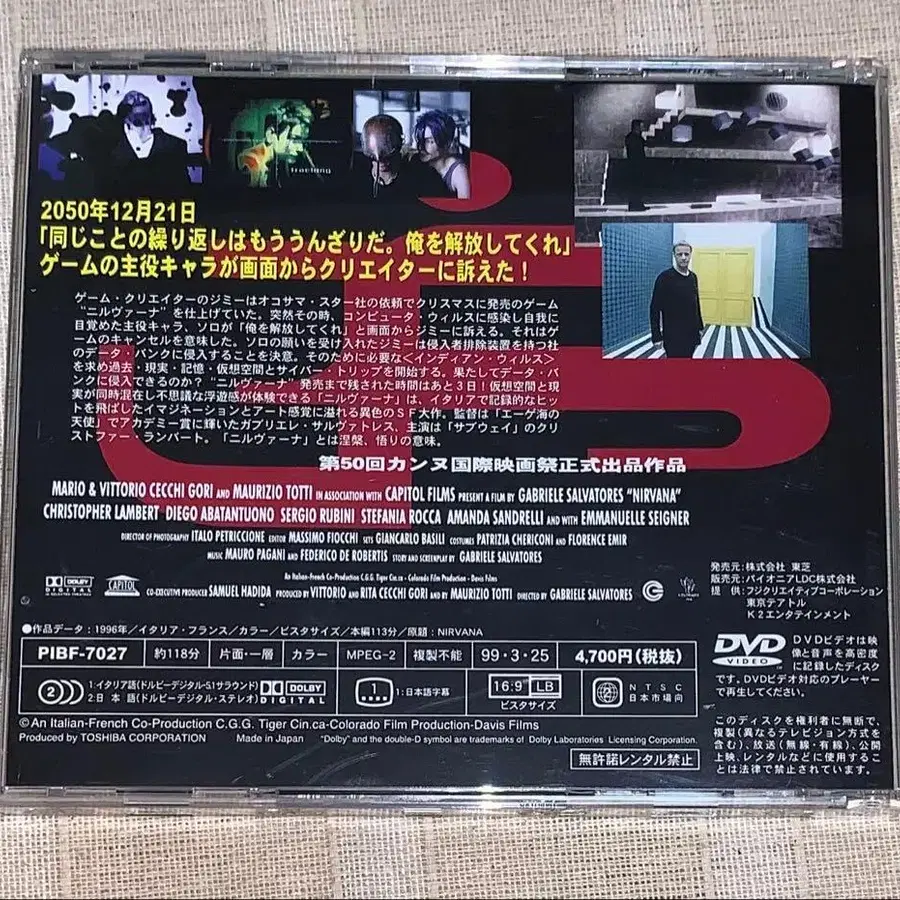 2050年12月21日
「同じことの繰り返しはもううんざりだ。俺を解放してくれ」
ゲームの主役キャラが画面からクリエイターに訴えた！
ゲーム・クリエイターのジミーはオコサマ・スター社の依頼でクリスマスに発売のゲーム
“ニルヴァーナ”を仕上げていた。突然その時、コンピュータ・ウィルスに感染し自我に
目覚めた主役キャラ、ソロが「俺を解放してくれ」と画面からジミーに訴える。それはゲ
ームのキャンセルを意味した。ソロの願いを受け入れたジミーは侵入者排除装置を持つ社
のデータ・バンクに侵入することを決意。そのために必要な＜インディアン・ウィルス＞
を求め過去・現実・記憶・仮想空間とサイバー・トリップを開始する。果たしてデータ・バ
ンクに侵入できるのか？“ニルヴァーナ”発売まで残された時間はあと3日！仮想空間と現
実が同時混在し不思議な浮遊感が体験できる「ニルヴァーナ」は、イタリアで記録的なヒッ
トを飛ばしたイマジネーションとアート感覚に溢れる異色のSF大作。監督は「エーゲ海の
天使」でアカデミー賞に輝いたガブリエレ・サルヴァトレス、主演は「サブウェイ」のクリ
ストファー・ランバート。「ニルヴァーナ」とは涅槃、悟りの意味。
第50回カンヌ国際映画祭正式出品作品
MARIO & VITTORIO CECCHI GORI AND MAURIZIO TOTTI IN ASSOCIATION WITH CAPITOL FILMS PRESENT A FILM BY GABRIELE SALVATORES "NIRVANA"
CHRISTOPHER LAMBERT DIEGO ABATANTUONO SERGIO RUBINI STEFANIA ROCCA AMANDA SANDRELLI AND WITH EMMANUELLE SEIGNER
DIRECTOR OF PHOTOGRAPHY ITALO PETRICCIONE EDITOR MASSIMO FIOCCHI SETS GIANCARLO BASILI COSTUMES PATRIZIA CHERICONI AND FLORENCE EMIR
MUSIC MAURO PAGANI AND FEDERICO DE ROBERTIS STORY AND SCREENPLAY BY GABRIELE SALVATORES
An Italian-French Co-Production C.G.G. Tiger Cin.ca - Colorado Film Production - Davis Films
DOLBY DIGITAL
CAPITOL
CO-EXECUTIVE PRODUCER SAMUEL HADIDA PRODUCED BY VITTORIO AND RITA CECCHI GORI AND BY MAURIZIO TOTTI DIRECTED BY GABRIELE SALVATORES
発売元：株式会社 東芝
販売元：パイオニアLDC株式会社
提 供：フジクリエイティブコーポレーション
東京テアトル
K2エンタテインメント
●作品データ：1996年／イタリア・フランス／カラー／ビスタサイズ／本編113分／原題：NIRVANA
PIBF-7027 約118分 片面・一層 カラー MPEG-2 複製不能 99・3・25 4,700円(税抜)
2 1:イタリア語(ドルビーデジタル・5.1サラウンド)
2:日本語(ドルビーデジタル・ステレオ)
DOLBY DIGITAL
1 1:日本語字幕
16:9 LB
ビスタサイズ
2 NTSC
日本市場向
DVD VIDEO
DVDビデオは映
像と音声を高密度
に記録したディスク
です。DVDビデオ対応のプレーヤー
で再生してください。
©An Italian-French Co-Production C.G.G. Tiger Cin.ca-Colorado Film Production-Davis Films
Produced by TOSHIBA CORPORATION Made in Japan "Dolby" and the double-D symbol are trademarks of Dolby Laboratories Licensing Corporation.
無許諾レンタル禁止
このディスクを権利者に無断で、
複製(異なるテレビジョン方式を
含む)、放送(無線・有線)、公開
上映、レンタルなどに使用するこ
とは法律で禁止されています。